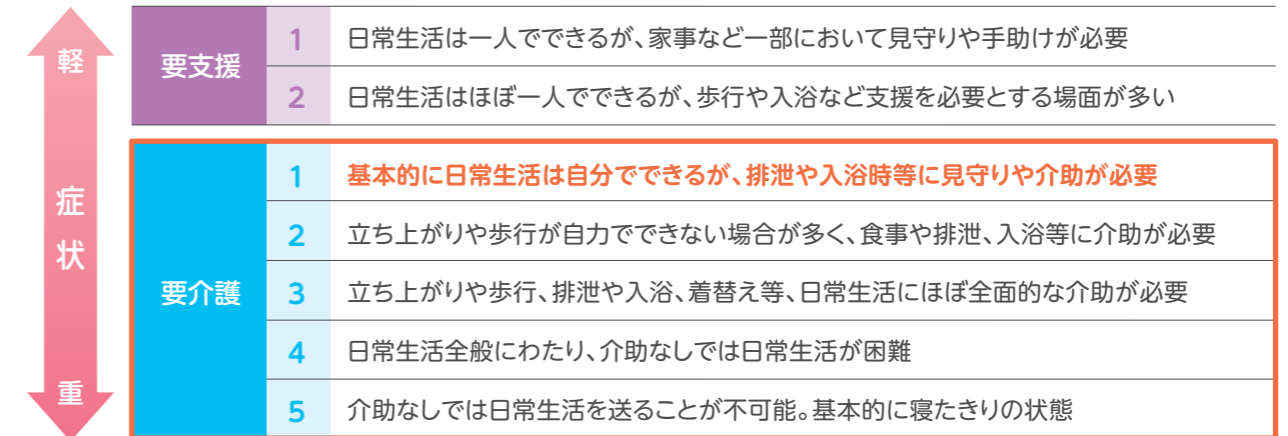 軽
症状
重
要支援
1 日常生活は一人でできるが、家事など一部において見守りや手助けが必要
2 日常生活はほぼ一人でできるが、歩行や入浴など支援を必要とする場面が多い
要介護
1 基本的に日常生活は自分でできるが、排泄や入浴時等に見守りや介助が必要
2 立ち上がりや歩行が自力でできない場合が多く、食事や排泄、入浴等に介助が必要
3 立ち上がりや歩行、排泄や入浴、着替え等、日常生活にほぼ全面的な介助が必要
4 日常生活全般にわたり、介助なしでは日常生活が困難
5 介助なしでは日常生活を送ることが不可能。基本的に寝たきりの状態